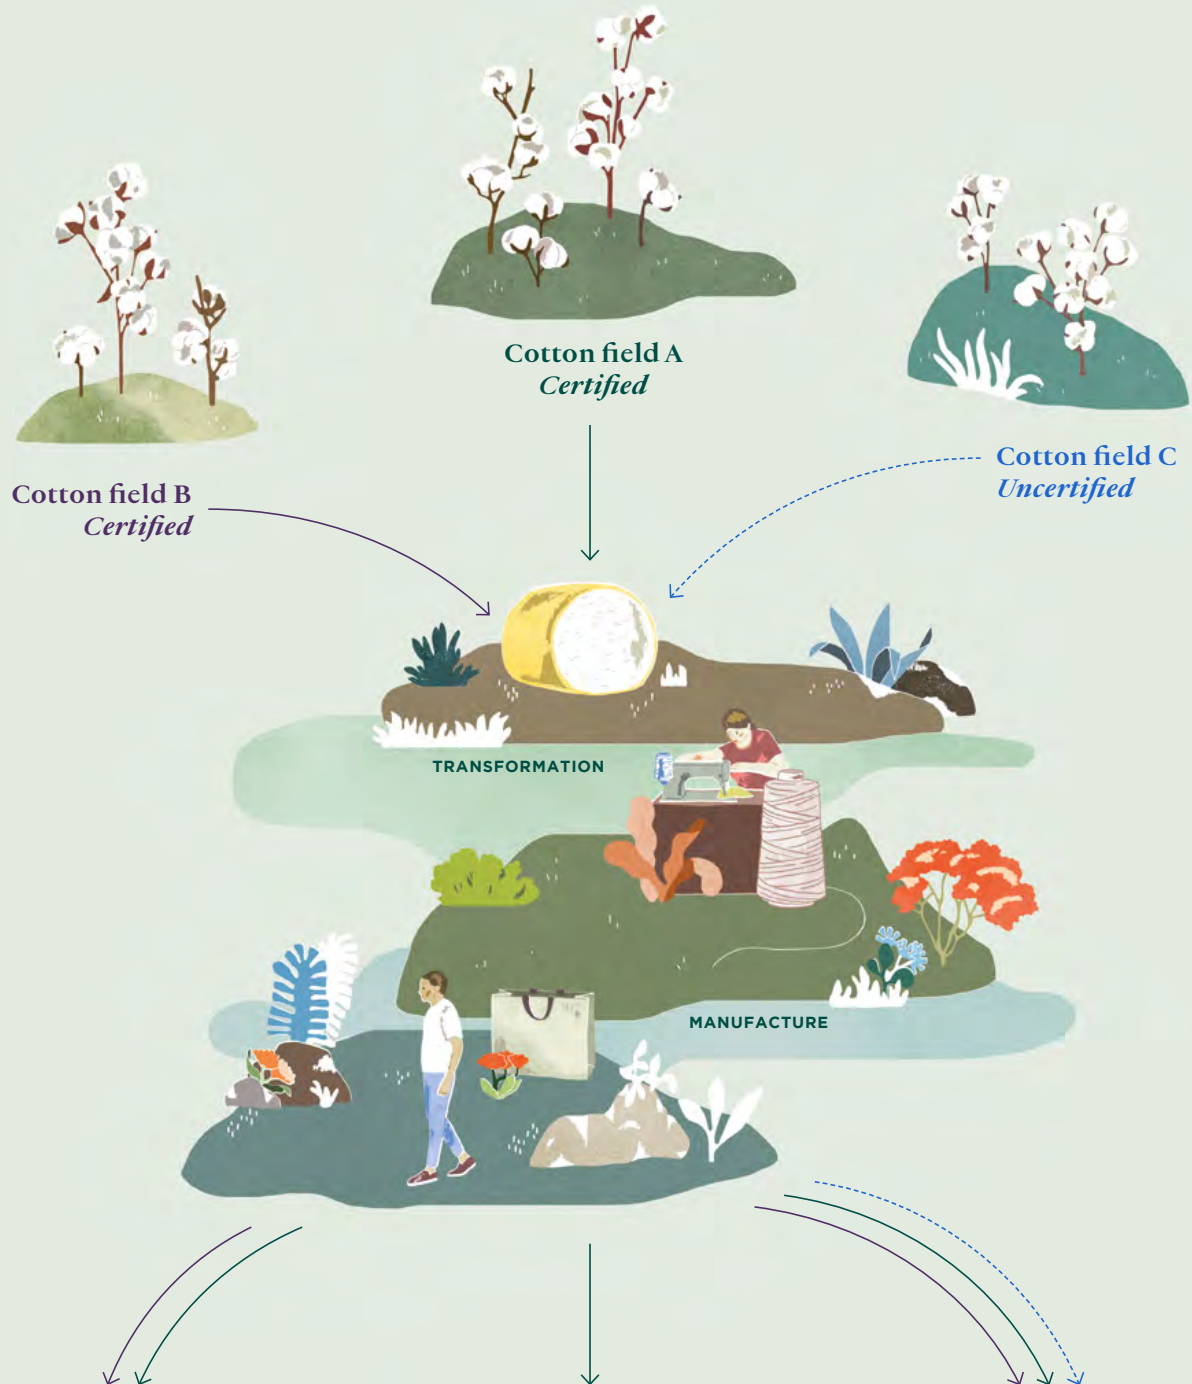 Cotton field A
Certified
Cotton field B
Certified
Cotton field C
Uncertified
TRANSFORMATION
MANUFACTURE